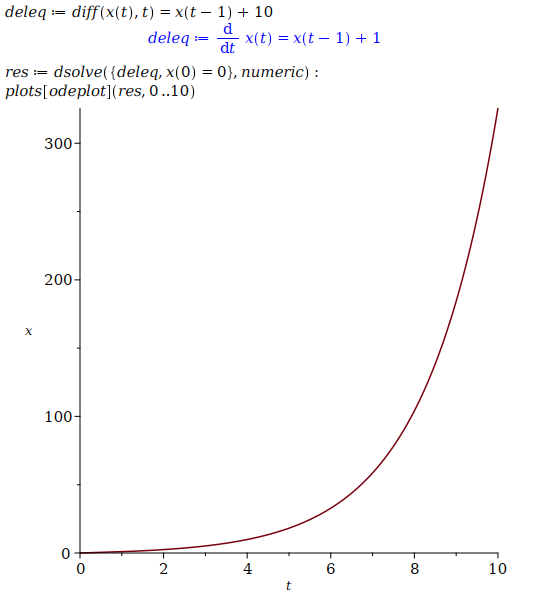 deleq ≔ diff(x(t), t) = x(t − 1) + 10
deleq ≔ d/dt x(t) = x(t − 1) + 1
res ≔ dsolve({deleq, x(0) = 0}, numeric) :
plots[odeplot](res, 0 ..10)
300
200
x
100
0
0 2 4 6 8 10
t